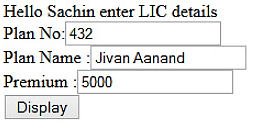 Hello Sachin enter LIC details
Plan No: 432
Plan Name : Jivan Aanand
Premium : 5000
Display